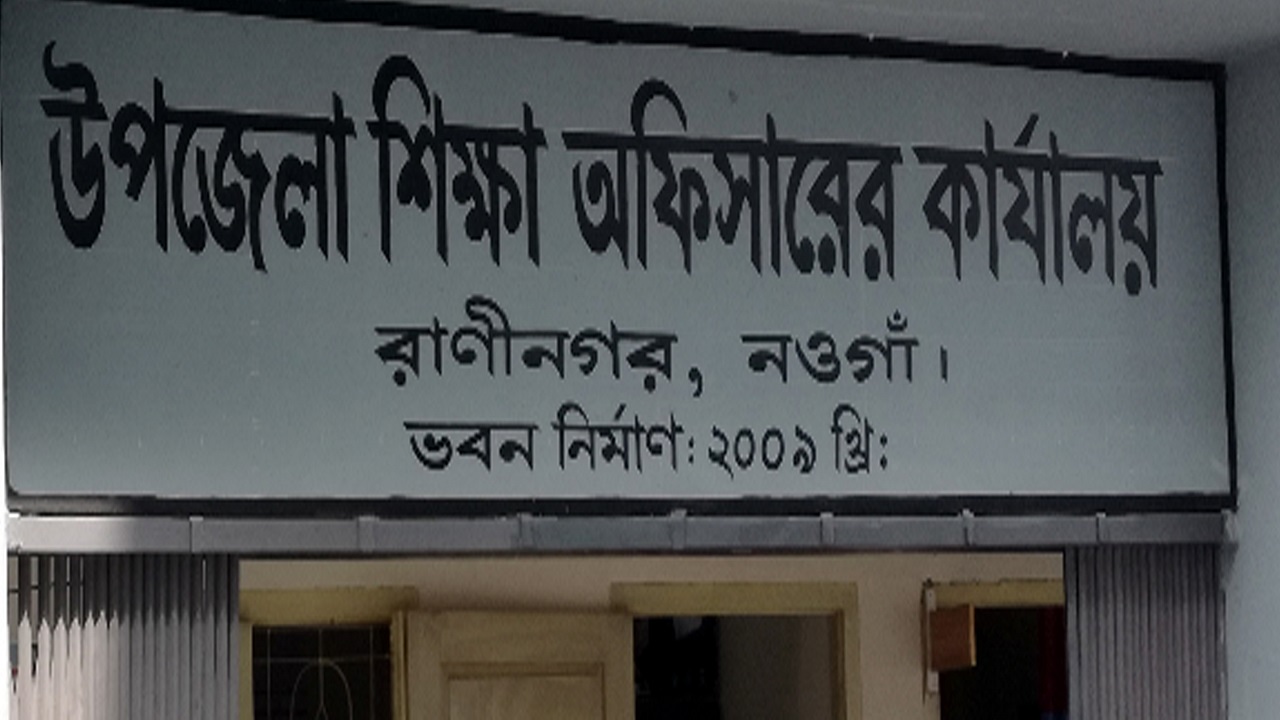 উপজেলা শিক্ষা অফিসারের কার্যালয়
রাণীনগর, নওগাঁ।
ভবন নির্মাণ: ২০০৯ খ্রি: